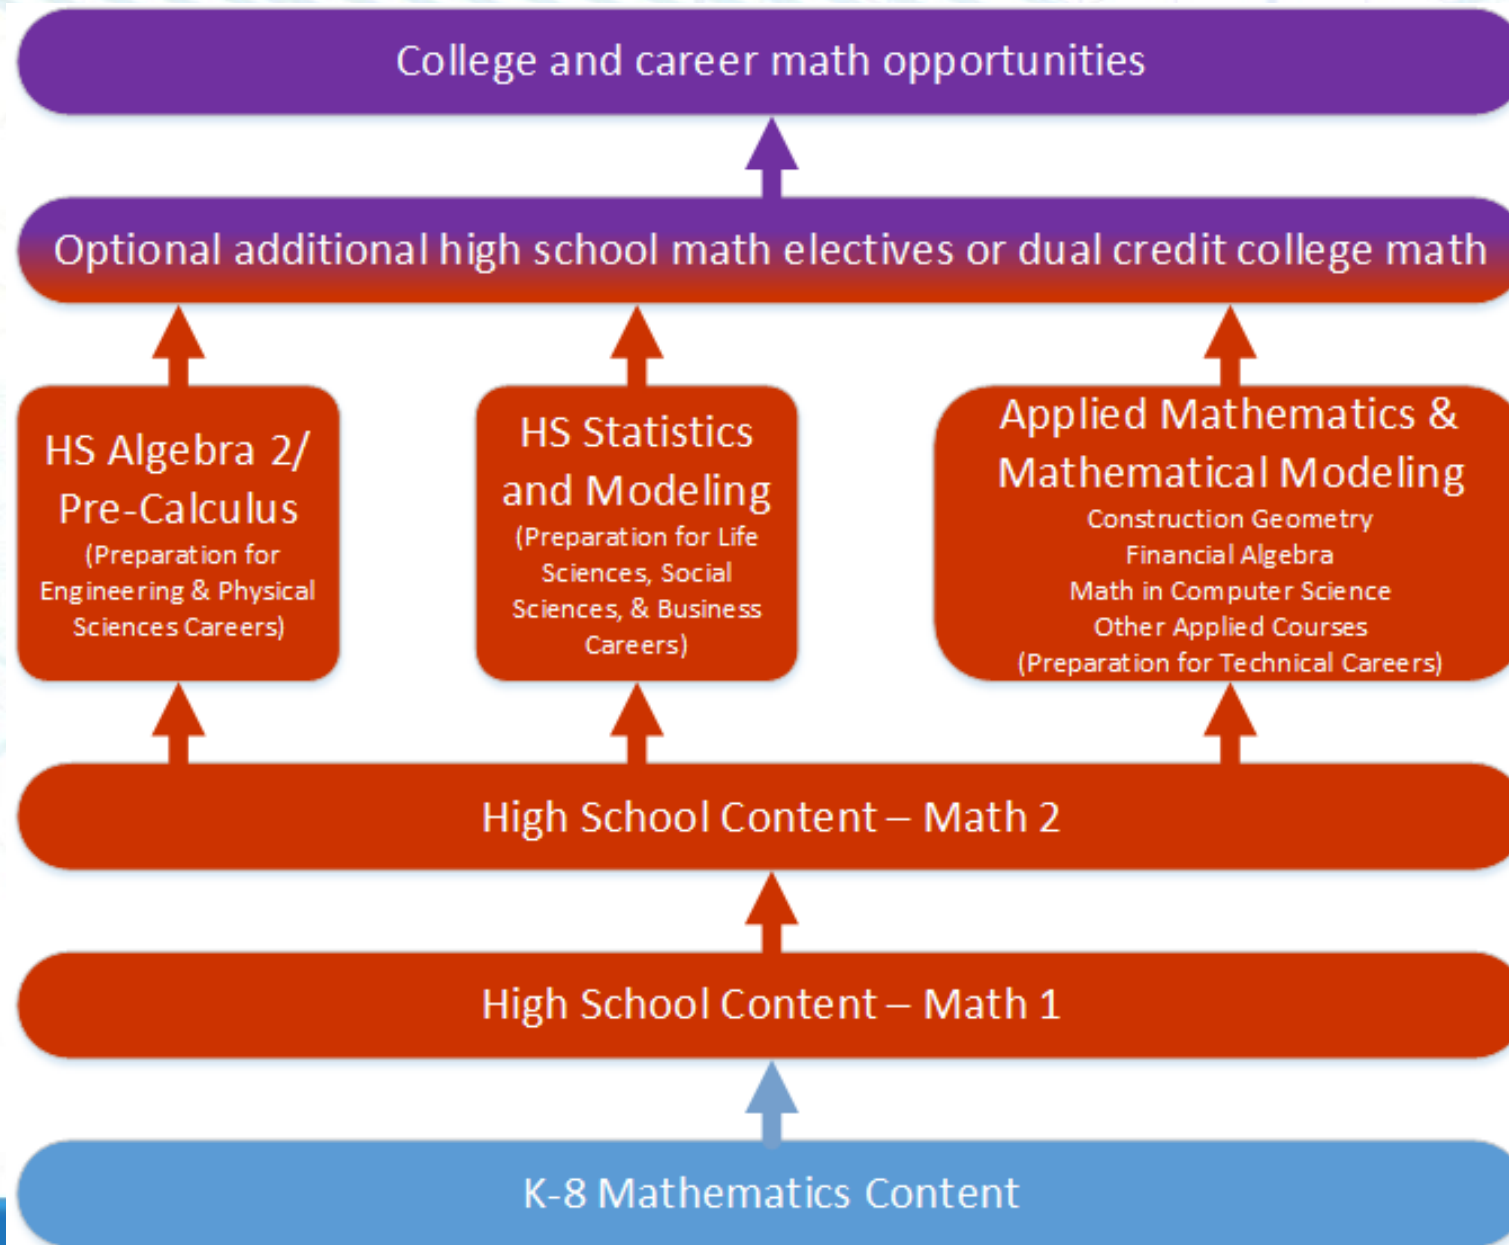 College and career math opportunities
Optional additional high school math electives or dual credit college math
HS Algebra 2/
Pre-Calculus
(Preparation for
Engineering & Physical
Sciences Careers)
HS Statistics
and Modeling
(Preparation for Life
Sciences, Social
Sciences, & Business
Careers)
Applied Mathematics &
Mathematical Modeling
Construction Geometry
Financial Algebra
Math in Computer Science
Other Applied Courses
(Preparation for Technical Careers)
High School Content – Math 2
High School Content – Math 1
K-8 Mathematics Content